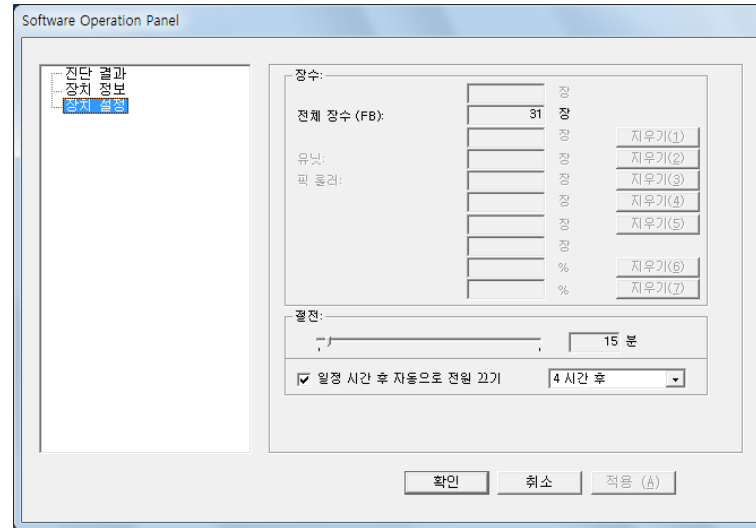 Software Operation Panel
진단 결과
장치 정보
장치 설정
장수:
장
전체 장수 (FB): 31 장
장 지우기(1)
유닛: 장 지우기(2)
픽 롤러: 장 지우기(3)
장 지우기(4)
장 지우기(5)
장
% 지우기(6)
% 지우기(7)
절전:
15 분
일정 시간 후 자동으로 전원 끄기 4 시간 후
확인 취소 적용 (A)